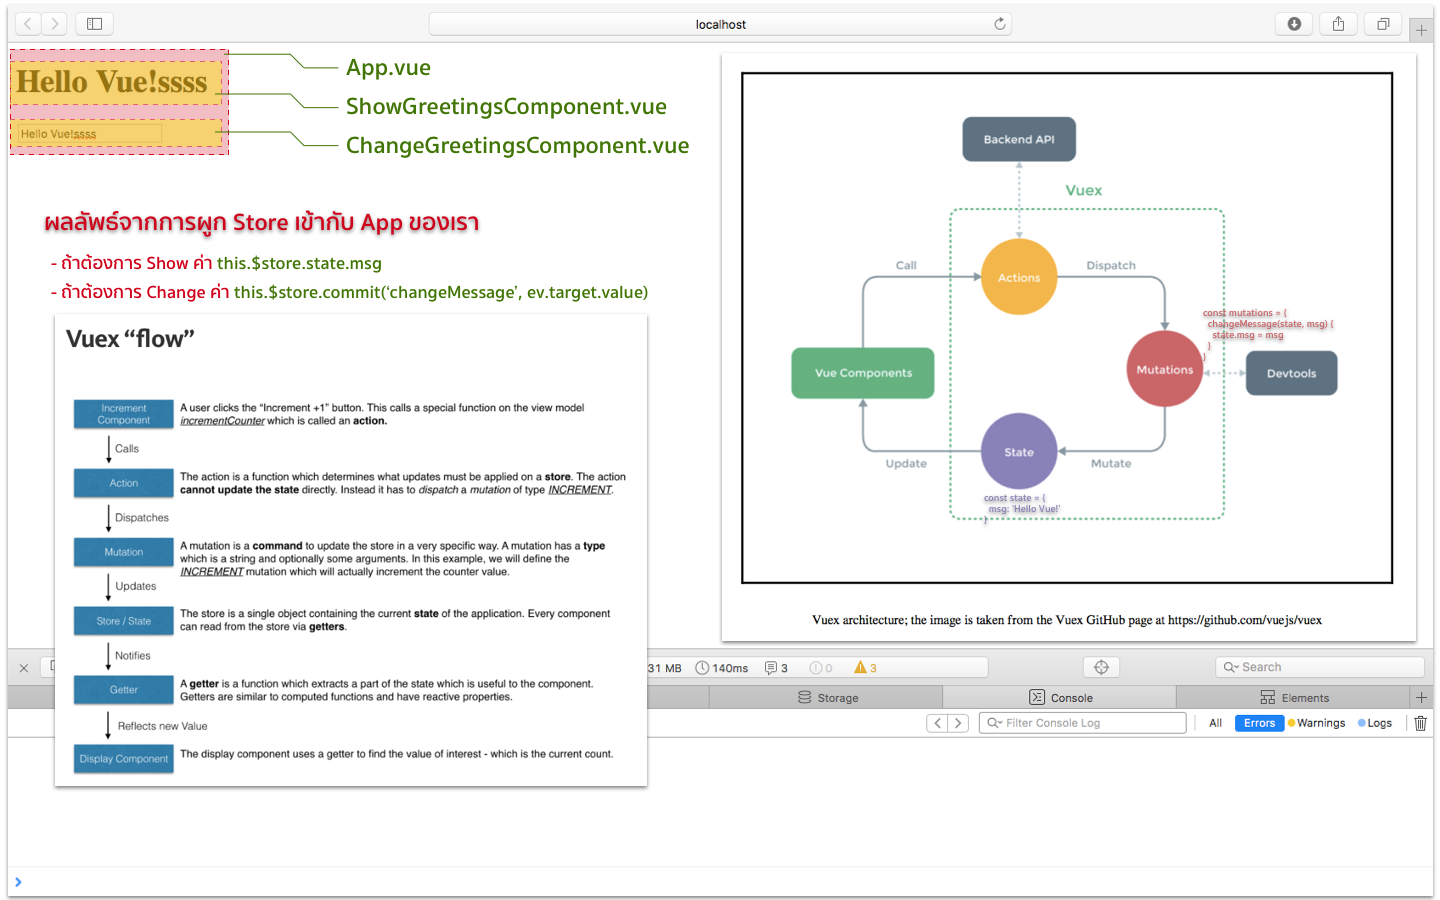 localhost
Hello Vue!ssss
Hello Vue!ssss
App.vue
ShowGreetingsComponent.vue
ChangeGreetingsComponent.vue
ผลลัพธ์จากการผูก Store เข้ากับ App ของเรา
- ถ้าต้องการ Show ค่า this.$store.state.msg
- ถ้าต้องการ Change ค่า this.$store.commit(‘changeMessage’, ev.target.value)
Vuex “flow”
Increment
Component
A user clicks the “Increment +1” button. This calls a special function on the view model
incrementCounter which is called an action.
Calls
Action
The action is a function which determines what updates must be applied on a store. The action
cannot update the state directly. Instead it has to dispatch a mutation of type INCREMENT.
Dispatches
Mutation
A mutation is a command to update the store in a very specific way. A mutation has a type
which is a string and optionally some arguments. In this example, we will define the
INCREMENT mutation which will actually increment the counter value.
Updates
Store / State
The store is a single object containing the current state of the application. Every component
can read from the store via getters.
Notifies
Getter
A getter is a function which extracts a part of the state which is useful to the component.
Getters are similar to computed functions and have reactive properties.
Reflects new Value
Display Component
The display component uses a getter to find the value of interest - which is the current count.
Backend API
Vuex
Call
Actions
Dispatch
const mutations = {
changeMessage(state, msg) {
state.msg = msg
}
}
Vue Components
Mutations
Devtools
State
Update
Mutate
const state = {
msg: 'Hello Vue!'
}
Vuex architecture; the image is taken from the Vuex GitHub page at https://github.com/vuejs/vuex
31 MB
140ms
3
0
3
Search
Storage
Console
Elements
Filter Console Log
All
Errors
Warnings
Logs